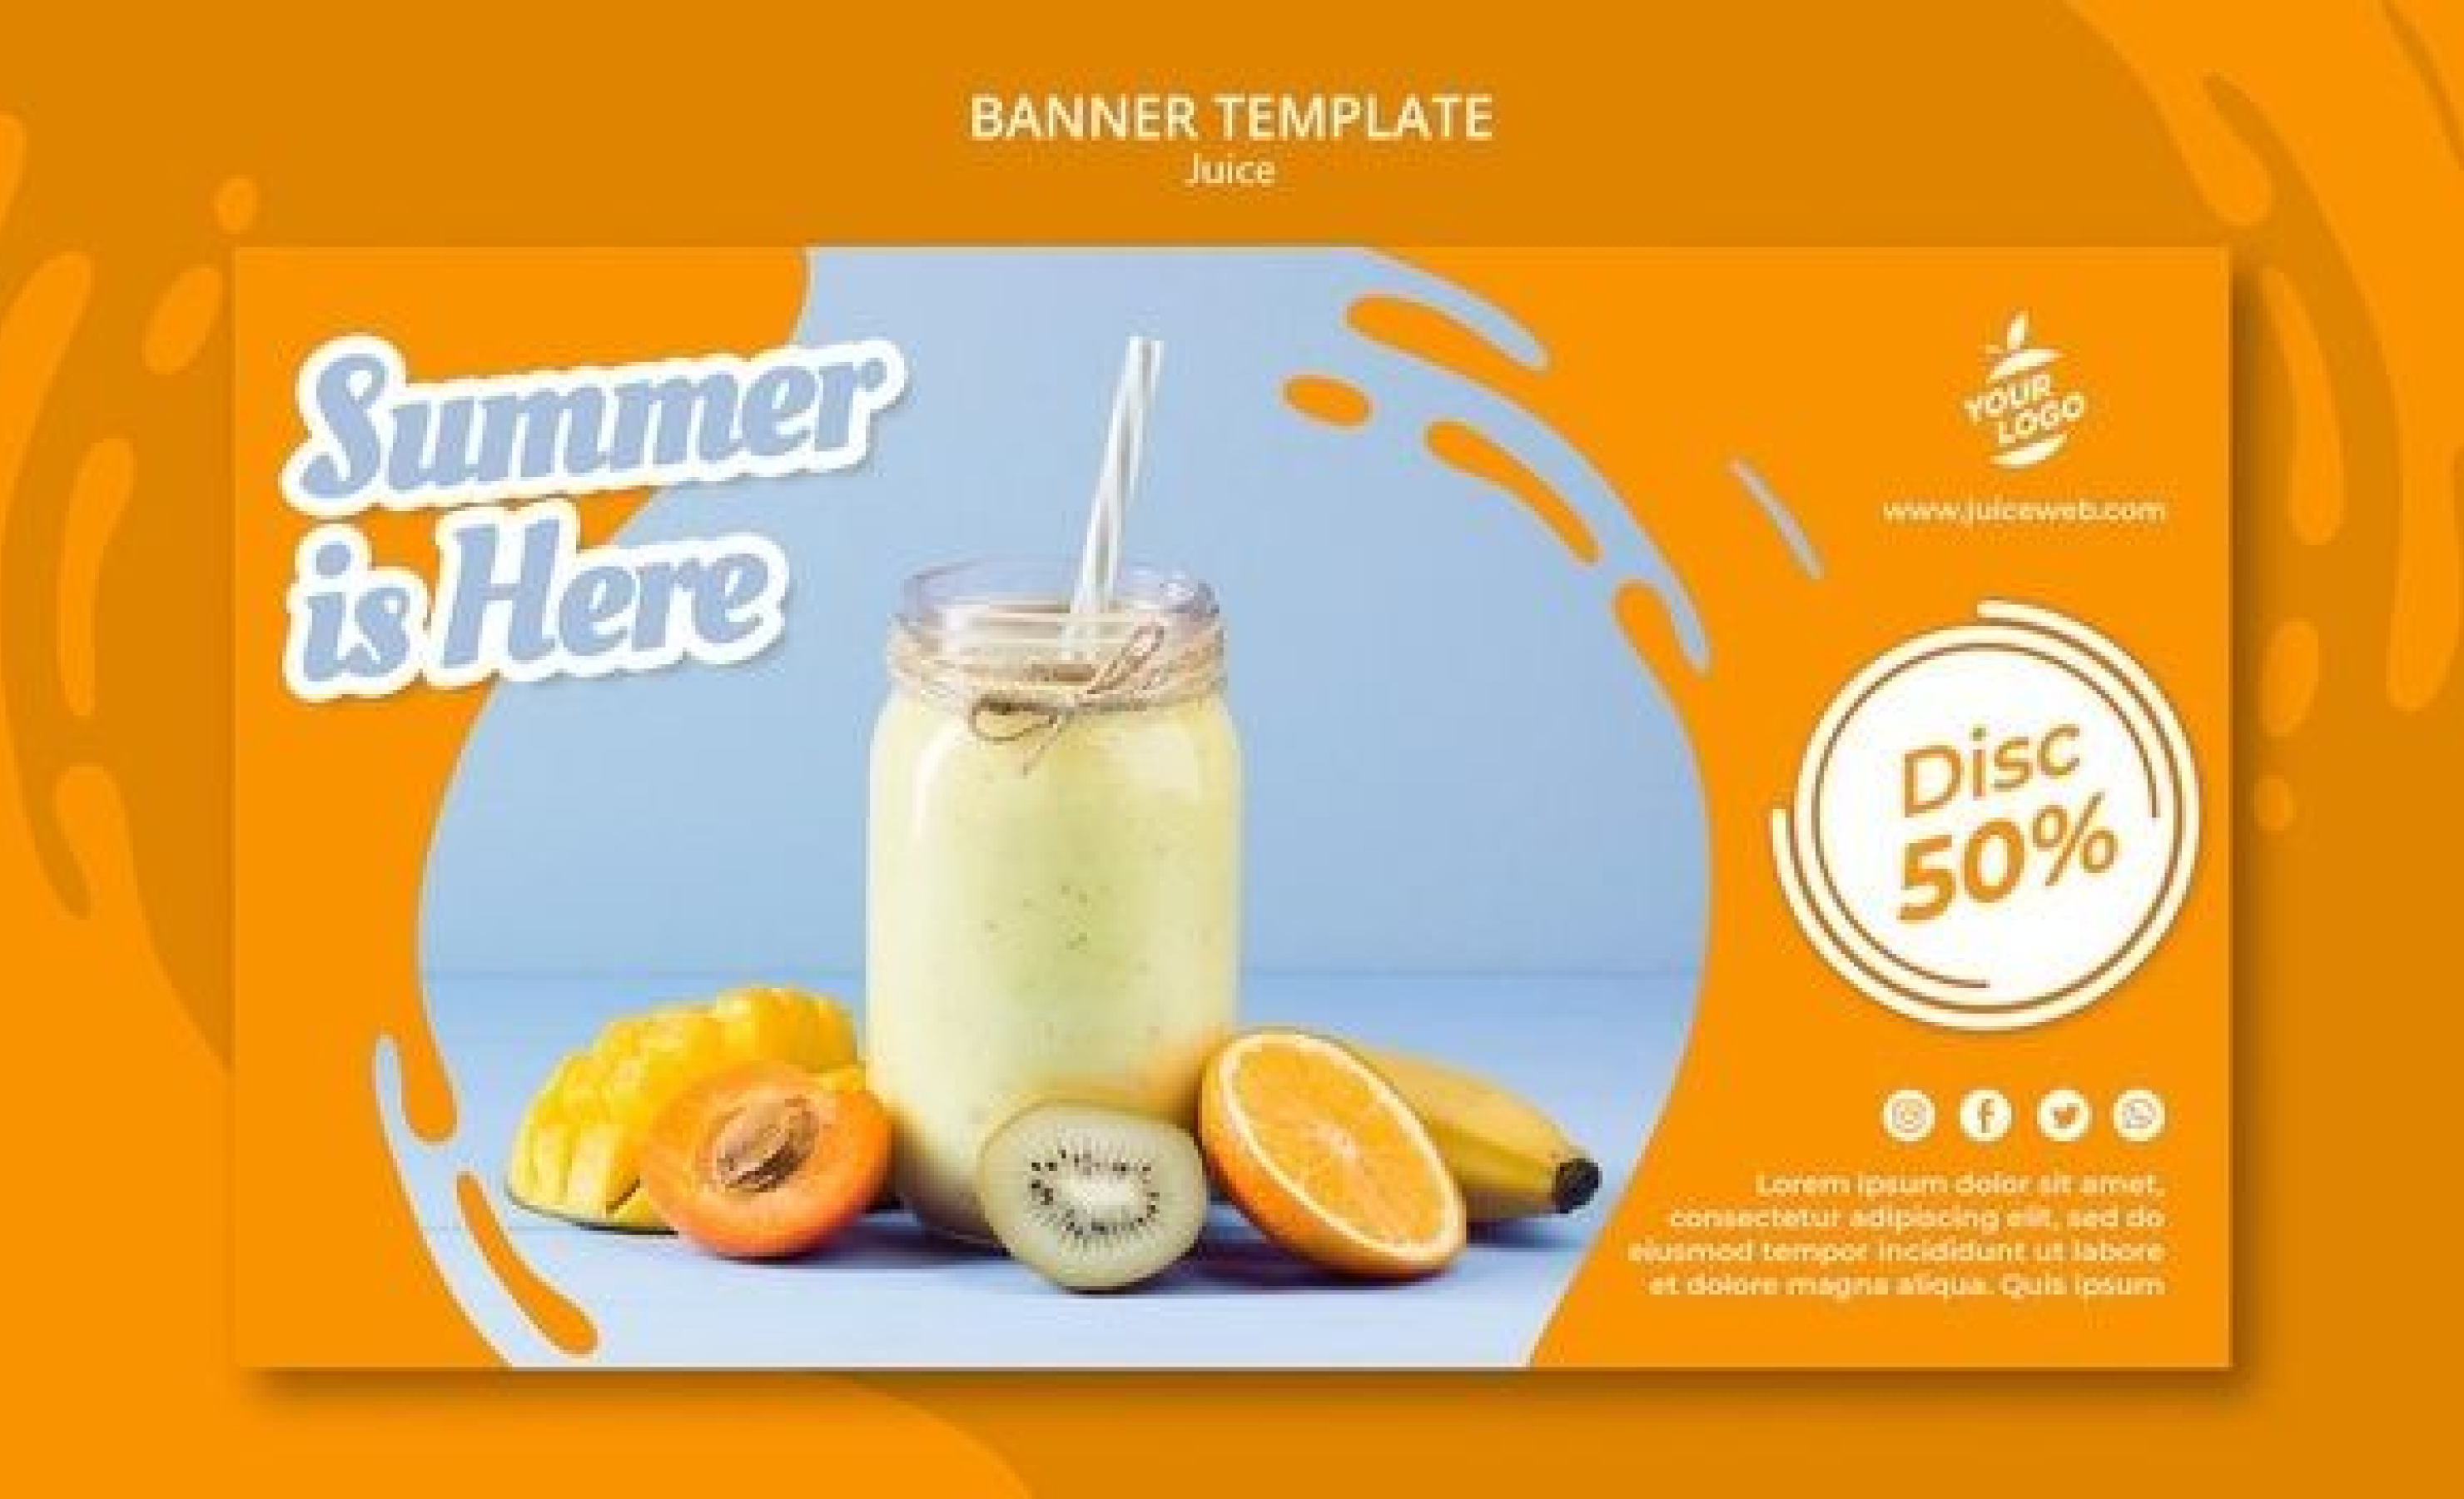 BANNER TEMPLATE
Juice
Summer
is Here
YOUR
LOGO
www.juiceweb.com
Disc
50%
Lorem ipsum dolor sit amet,
consectetur adipiscing elit, sed do
eiusmod tempor incididunt ut labore
et dolore magna aliqua. Quis ipsum